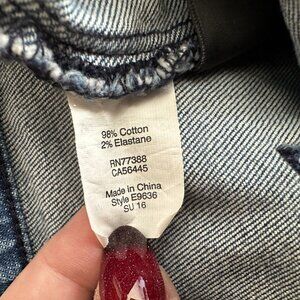 98% Cotton
2% Elastane
RN77388
CA56445
Made in China
Style E9636
SU 16